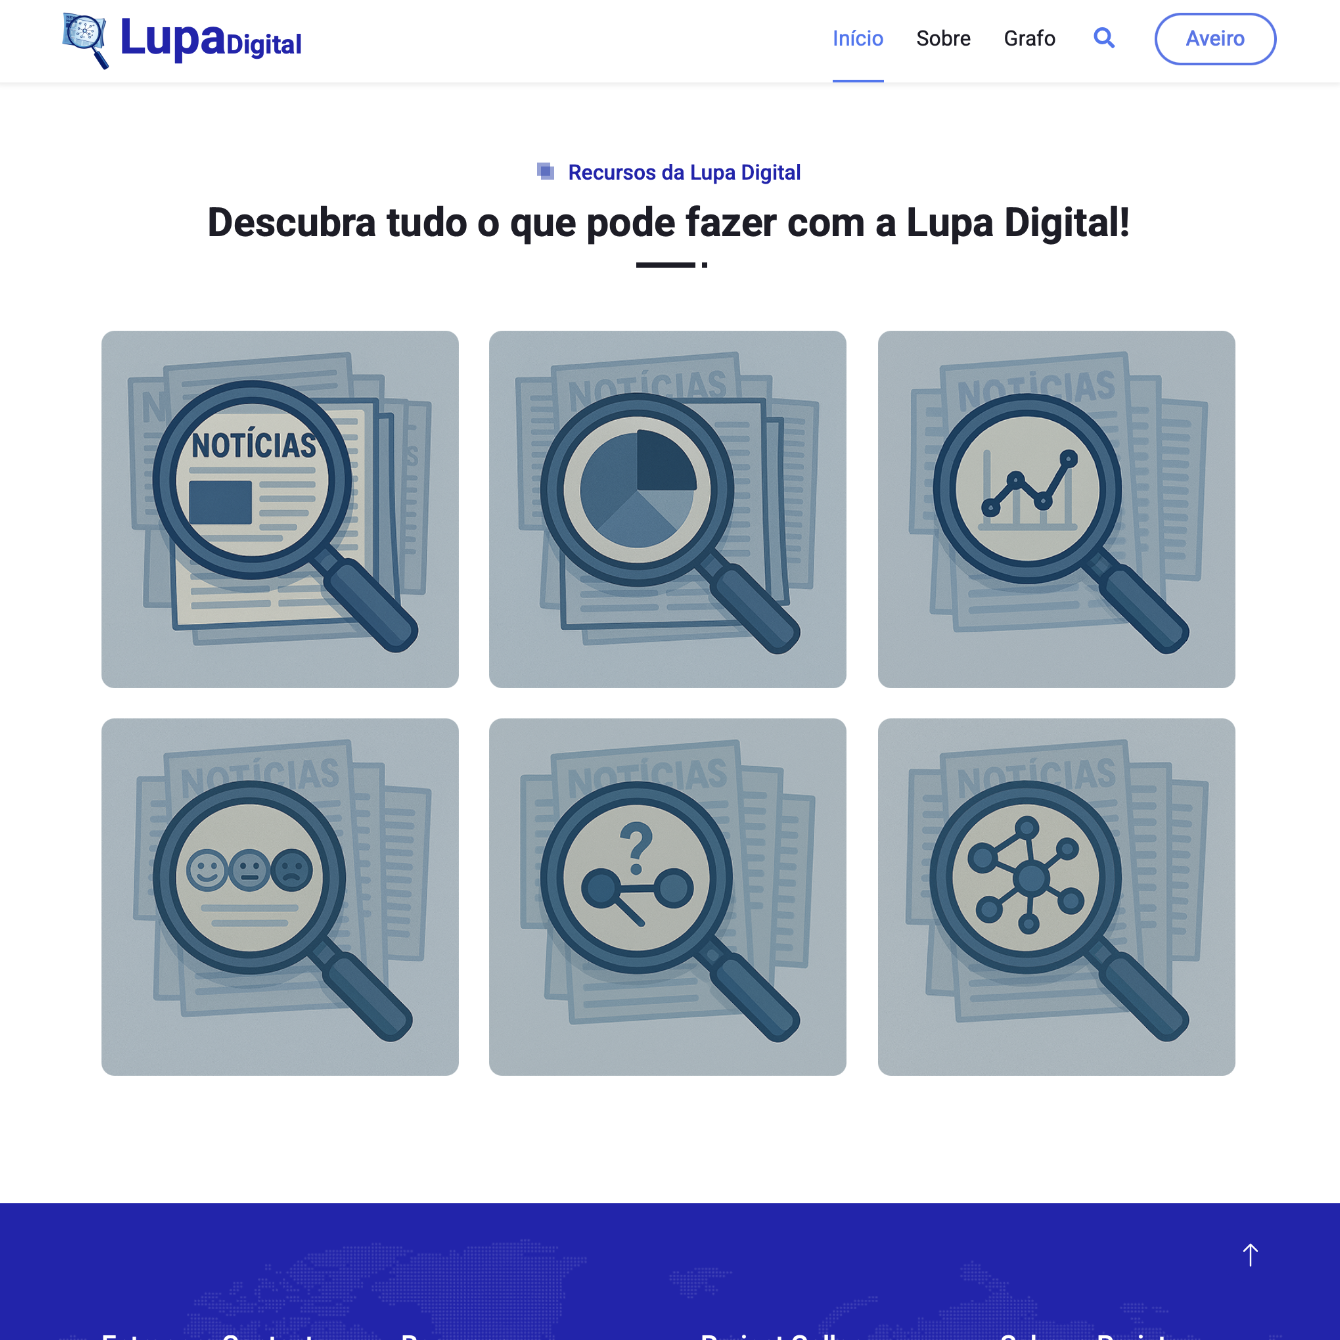 LupaDigital
Início Sobre Grafo Aveiro
Recursos da Lupa Digital
Descubra tudo o que pode fazer com a Lupa Digital!
NOTÍCIAS
NOTÍCIAS
NOTÍCIAS
NOTÍCIAS
NOTÍCIAS
NOTÍCIAS